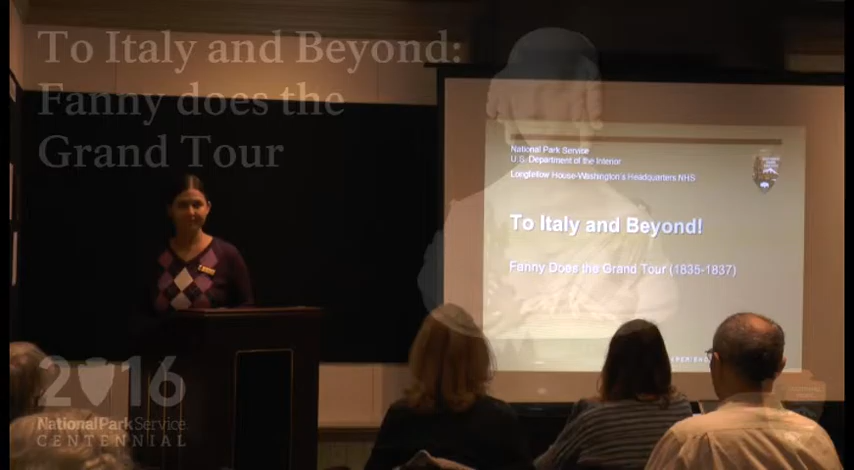 To Italy and Beyond:
Fanny does the
Grand Tour
National Park Service
U.S. Department of the Interior
Longfellow House-Washington's Headquarters NHS
To Italy and Beyond!
Fanny Does the Grand Tour (1835-1837)
2016
National Park Service
CENTENNIAL